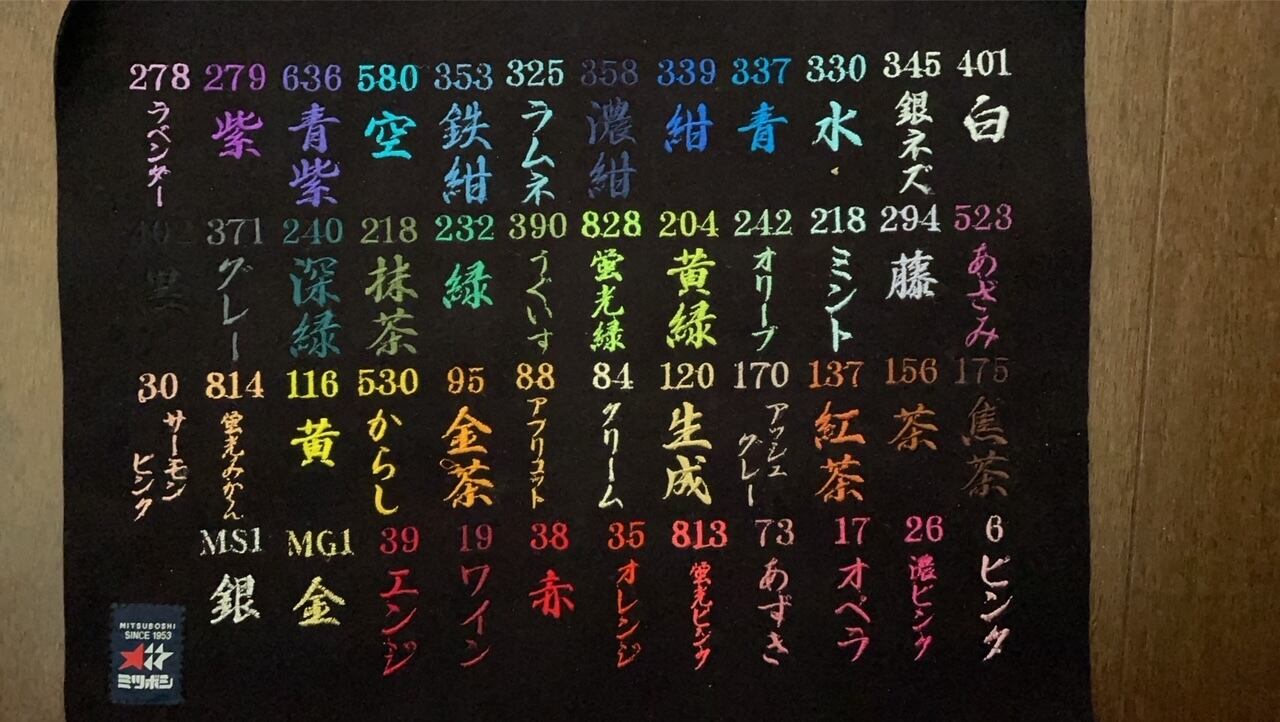 278 279 636 580 353 325 358 339 337 330 345 401
ラベンダー 紫 青紫 空 鉄紺 ラムネ 濃紺 紺 青 水 銀ネズ 白
402 371 240 218 232 390 828 204 242 218 294 523
黒 グレー 深緑 抹茶 緑 うぐいす 蛍光緑 黄緑 オリーブ ミント 藤 あざみ
30 814 116 530 95 88 84 120 170 137 156 175
サーモンピンク 蛍光みかん 黄 からし 金茶 アプリコット クリーム 生成 アッシュグレー 紅茶 茶 焦茶
MS1 MG1 39 19 38 35 813 73 17 26 6
銀 金 エンジ ワイン 赤 オレンジ 蛍光ピンク あずき オペラ 濃ピンク ピンク
MITSUBOSHI
SINCE 1953
ミツボシ